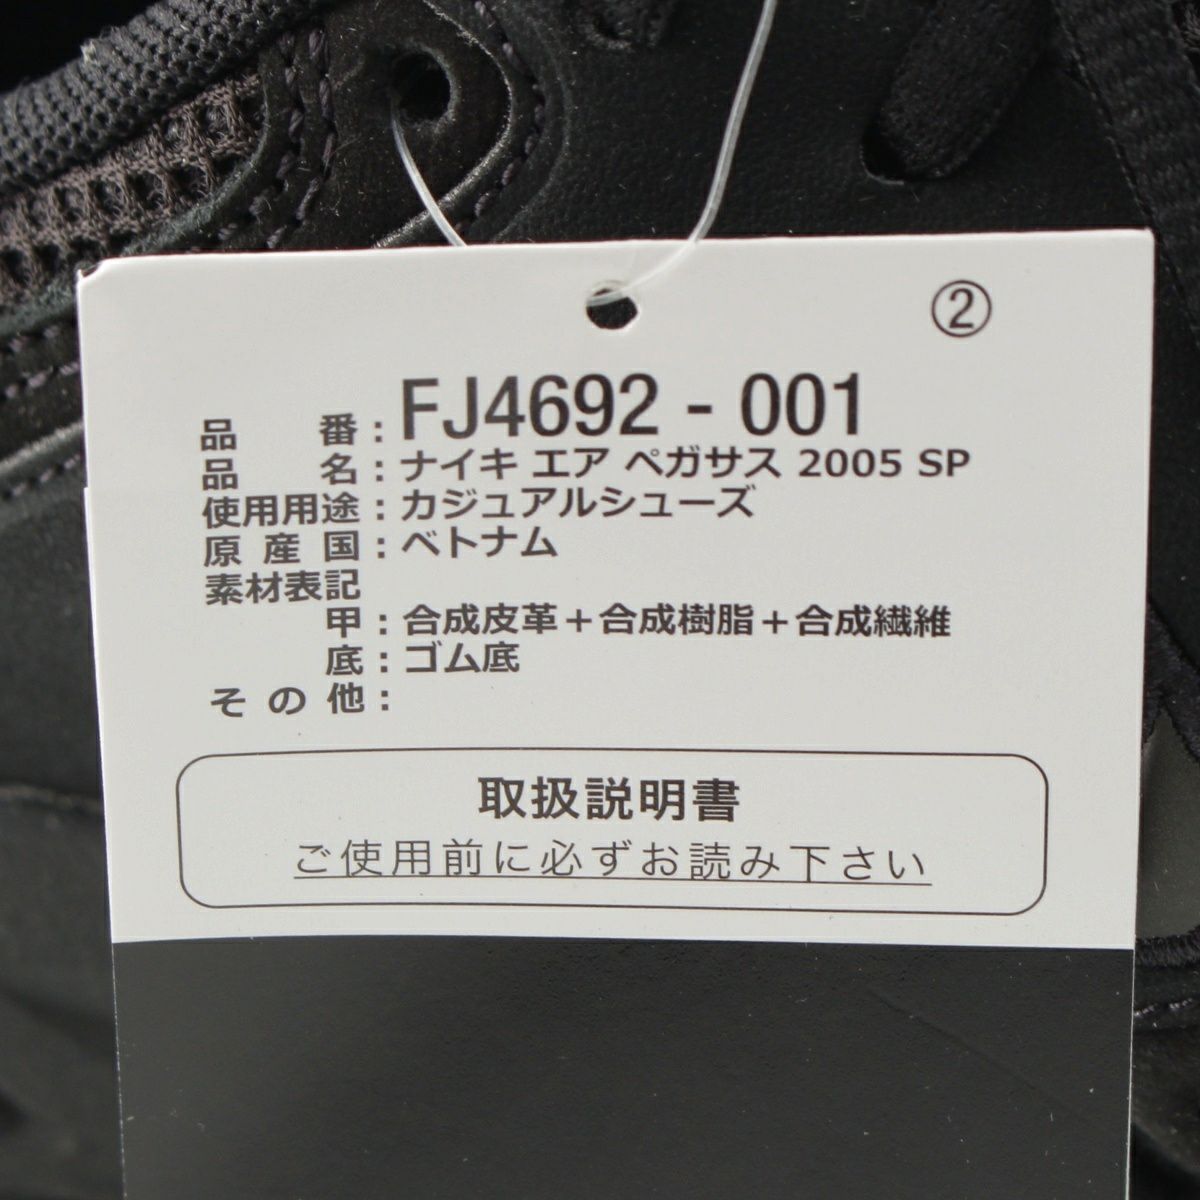 ②
品番：FJ4692 - 001
品名：ナイキ エア ペガサス 2005 SP
使用用途：カジュアルシューズ
原産国：ベトナム
素材表記
甲：合成皮革＋合成樹脂＋合成繊維
底：ゴム底
その他：
取扱説明書
ご使用前に必ずお読み下さい